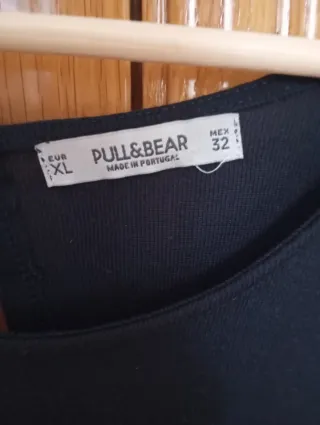 EUR
XL
PULL&BEAR
MADE IN PORTUGAL
MEX
32